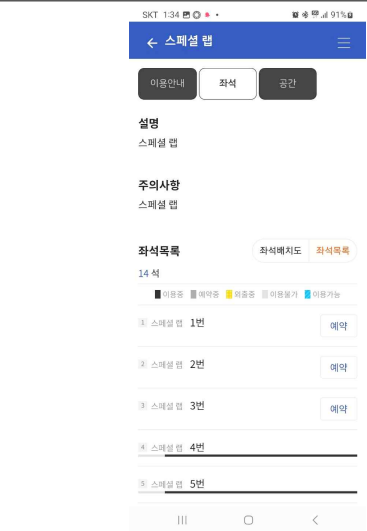 SKT 1:34
91%
← 스페셜 랩
이용안내 좌석 공간
설명
스페셜 랩
주의사항
스페셜 랩
좌석목록 좌석배치도 좌석목록
14 석
이용중 예약중 외출중 이용불가 이용가능
1 스페셜 랩 1번 예약
2 스페셜 랩 2번 예약
3 스페셜 랩 3번 예약
4 스페셜 랩 4번
5 스페셜 랩 5번